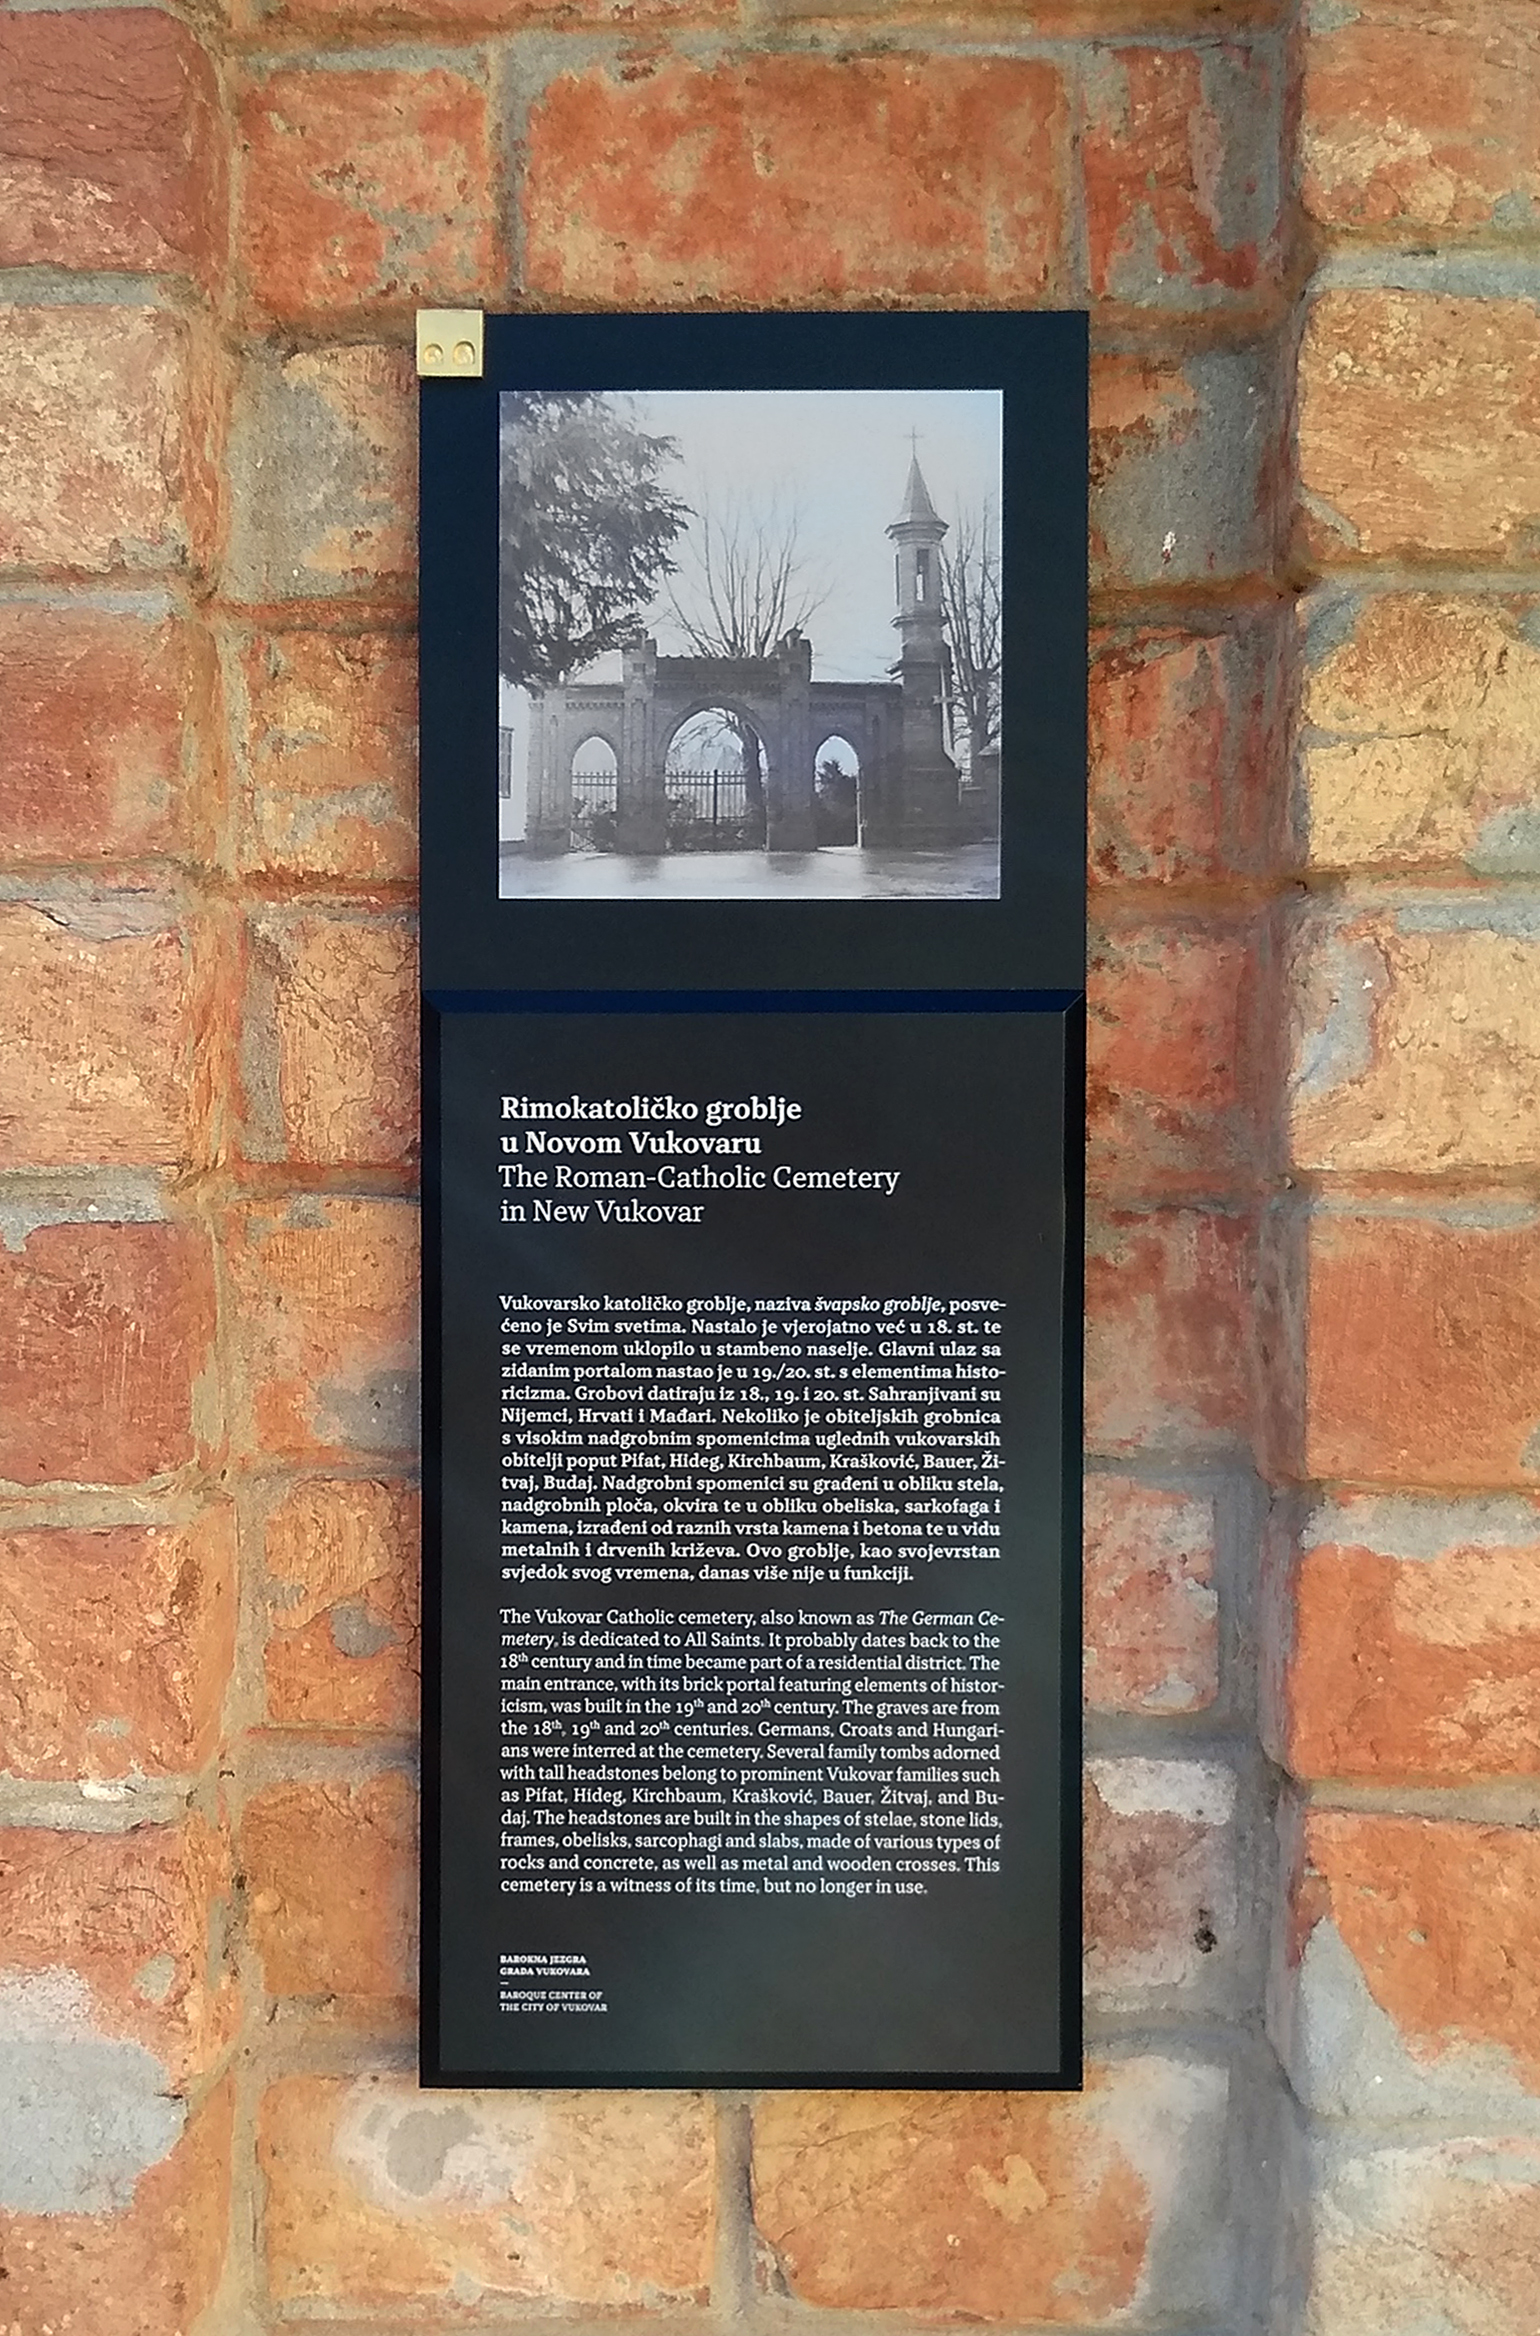 Rimokatoličko groblje
u Novom Vukovaru
The Roman-Catholic Cemetery
in New Vukovar
Vukovarsko katoličko groblje, naziva švapsko groblje, posve-
ćeno je Svim svetima. Nastalo je vjerojatno već u 18. st. te
se vremenom uklopilo u stambeno naselje. Glavni ulaz sa
zidanim portalom nastao je u 19./20. st. s elementima histo-
ricizma. Grobovi datiraju iz 18., 19. i 20. st. Sahranjivani su
Nijemci, Hrvati i Mađari. Nekoliko je obiteljskih grobnica
s visokim nadgrobnim spomenicima uglednih vukovarskih
obitelji poput Pifat, Hideg, Kirchbaum, Krašković, Bauer, Ži-
tvaj, Budaj. Nadgrobni spomenici su građeni u obliku stela,
nadgrobnih ploča, okvira te u obliku obeliska, sarkofaga i
kamena, izrađeni od raznih vrsta kamena i betona te u vidu
metalnih i drvenih križeva. Ovo groblje, kao svojevrstan
svjedok svog vremena, danas više nije u funkciji.
The Vukovar Catholic cemetery, also known as The German Ce-
metery, is dedicated to All Saints. It probably dates back to the
18th century and in time became part of a residential district. The
main entrance, with its brick portal featuring elements of histor-
icism, was built in the 19th and 20th century. The graves are from
the 18th, 19th and 20th centuries. Germans, Croats and Hungari-
ans were interred at the cemetery. Several family tombs adorned
with tall headstones belong to prominent Vukovar families such
as Pifat, Hideg, Kirchbaum, Krašković, Bauer, Žitvaj, and Bu-
daj. The headstones are built in the shapes of stelae, stone lids,
frames, obelisks, sarcophagi and slabs, made of various types of
rocks and concrete, as well as metal and wooden crosses. This
cemetery is a witness of its time, but no longer in use.
BAROKNA JEZGRA
GRADA VUKOVARA
—
BAROQUE CENTER OF
THE CITY OF VUKOVAR